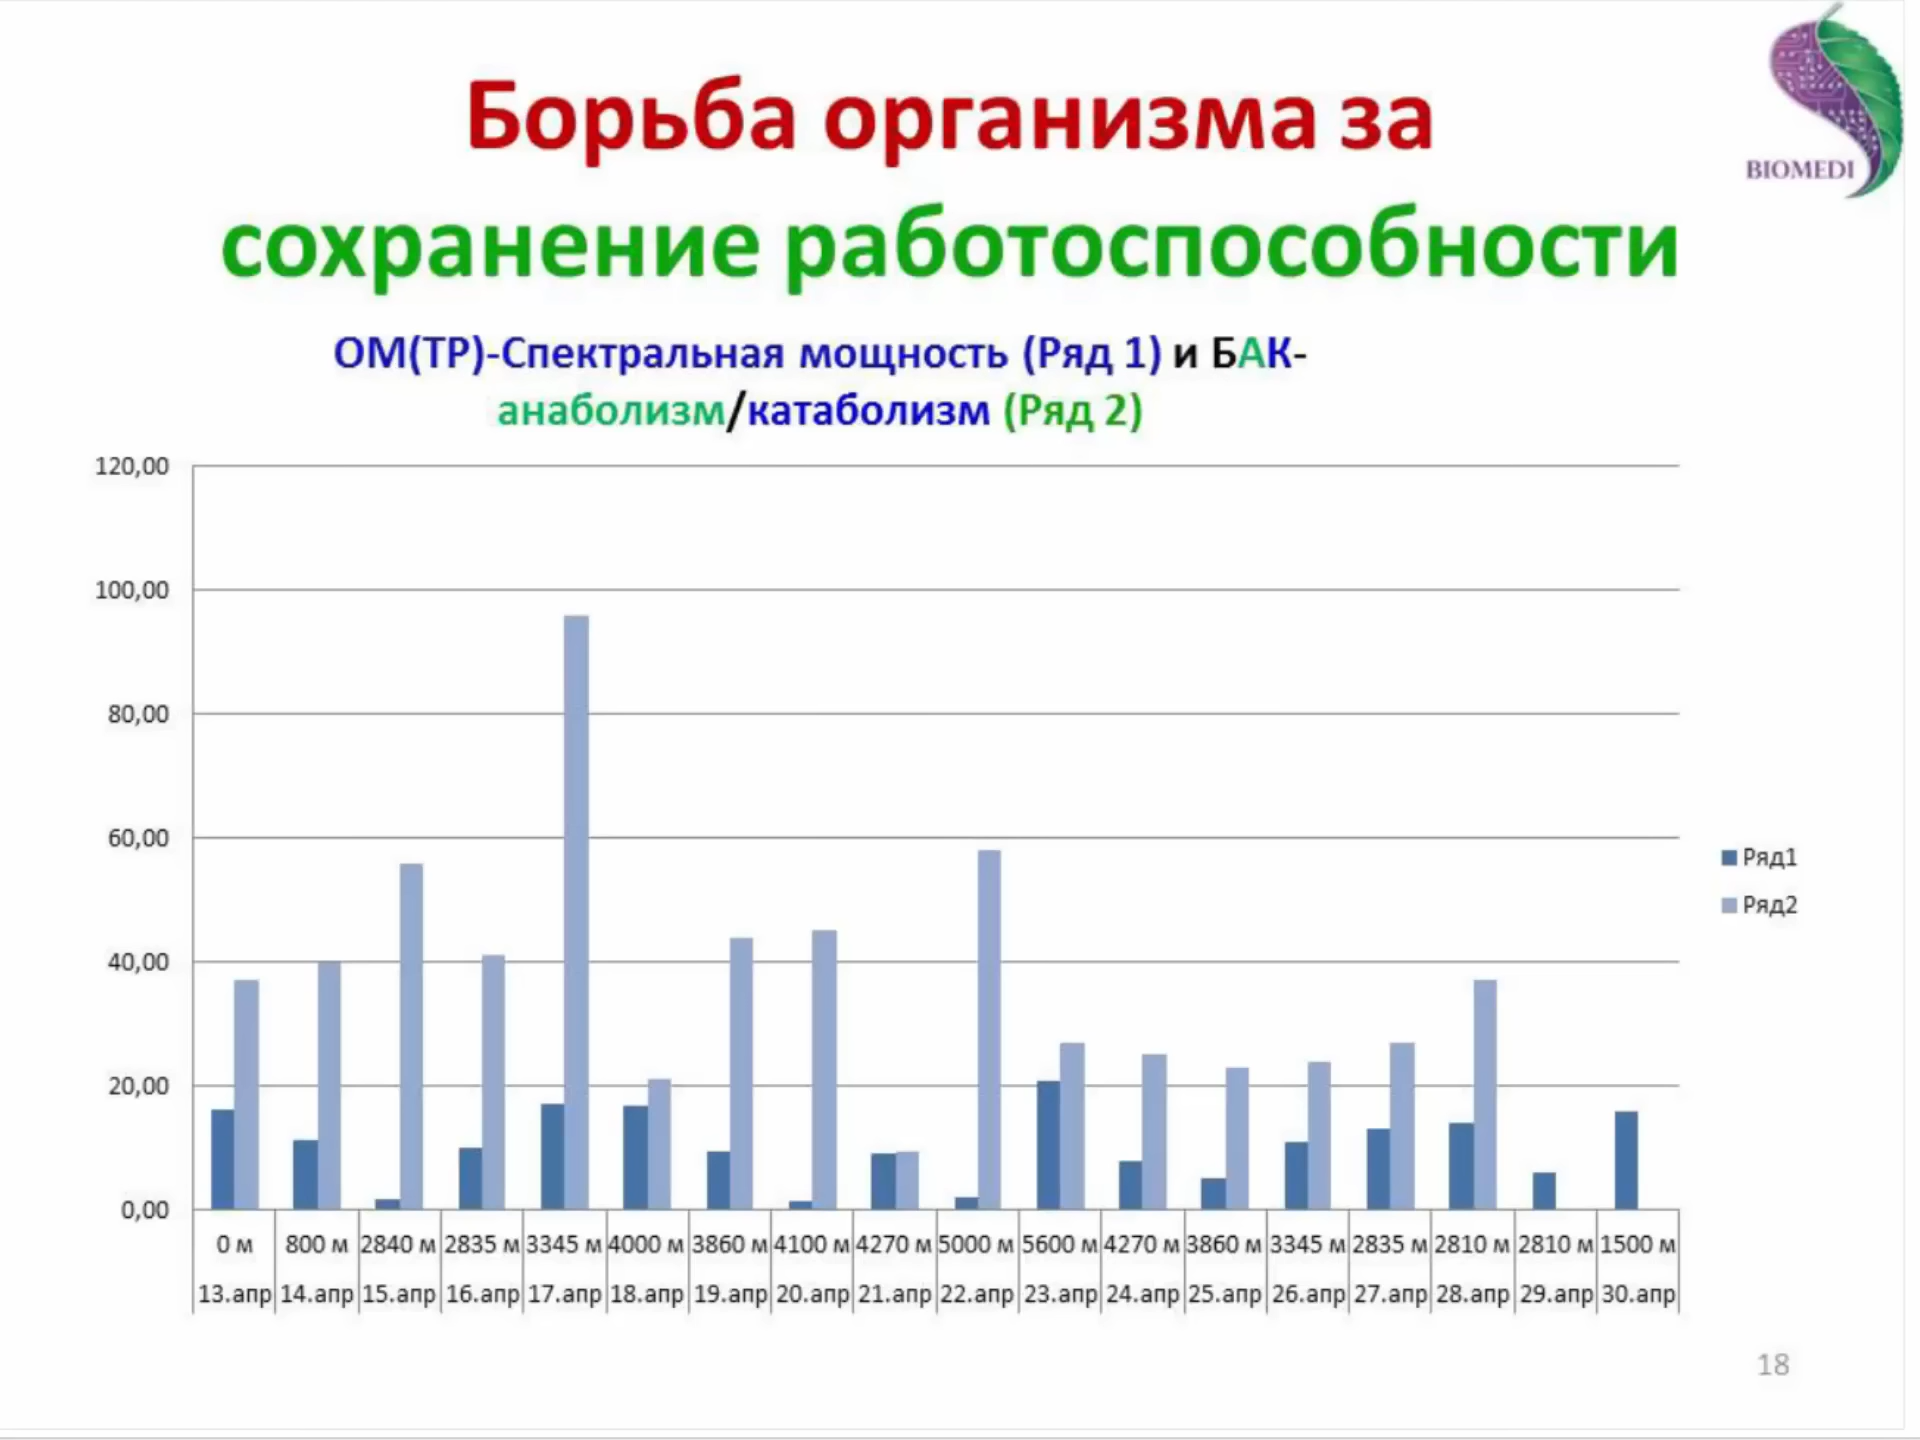 Борьба организма за
сохранение работоспособности
BIOMEDI
ОМ(ТР)-Спектральная мощность (Ряд 1) и БАК-
анаболизм/катаболизм (Ряд 2)
120,00
100,00
80,00
60,00
40,00
20,00
0,00
Ряд1
Ряд2
0 м 800 м 2840 м 2835 м 3345 м 4000 м 3860 м 4100 м 4270 м 5000 м 5600 м 4270 м 3860 м 3345 м 2835 м 2810 м 2810 м 1500 м
13.апр 14.апр 15.апр 16.апр 17.апр 18.апр 19.апр 20.апр 21.апр 22.апр 23.апр 24.апр 25.апр 26.апр 27.апр 28.апр 29.апр 30.апр
18